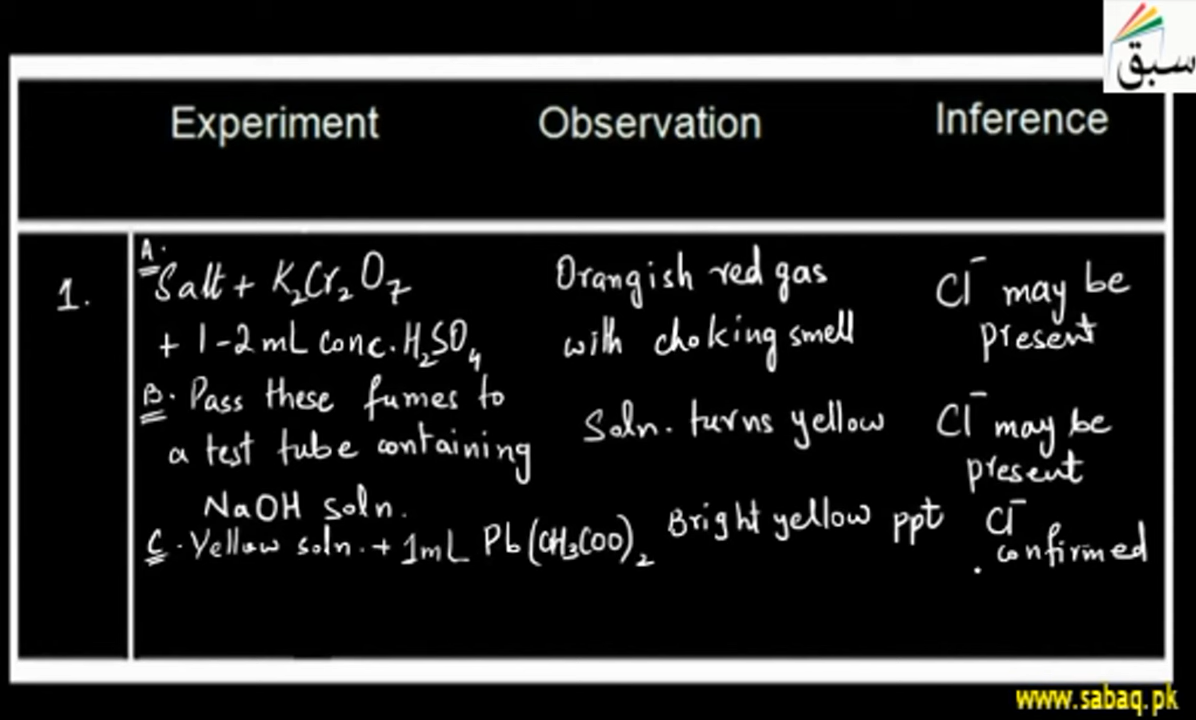 سبق
Experiment Observation Inference
1.
A.
Salt + K₂Cr₂O₇ Orangish red gas Cl⁻ may be
+ 1-2 mL conc. H₂SO₄ with choking smell present
B. Pass these fumes to
a test tube containing Soln. turns yellow Cl⁻ may be
present
NaOH soln.
C. Yellow soln. + 1mL Pb(CH₃COO)₂ Bright yellow ppt Cl⁻
confirmed
www.sabaq.pk